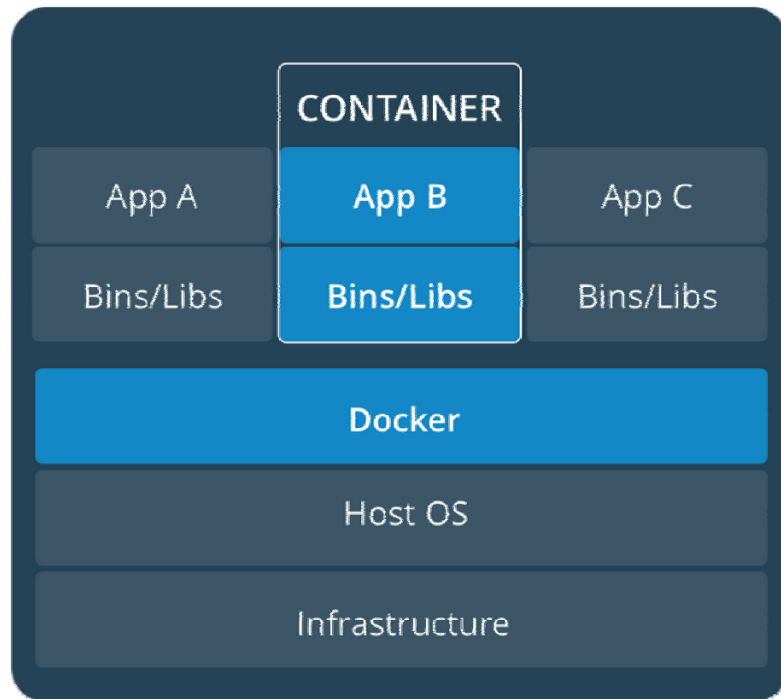 CONTAINER
App A
App B
App C
Bins/Libs
Bins/Libs
Bins/Libs
Docker
Host OS
Infrastructure